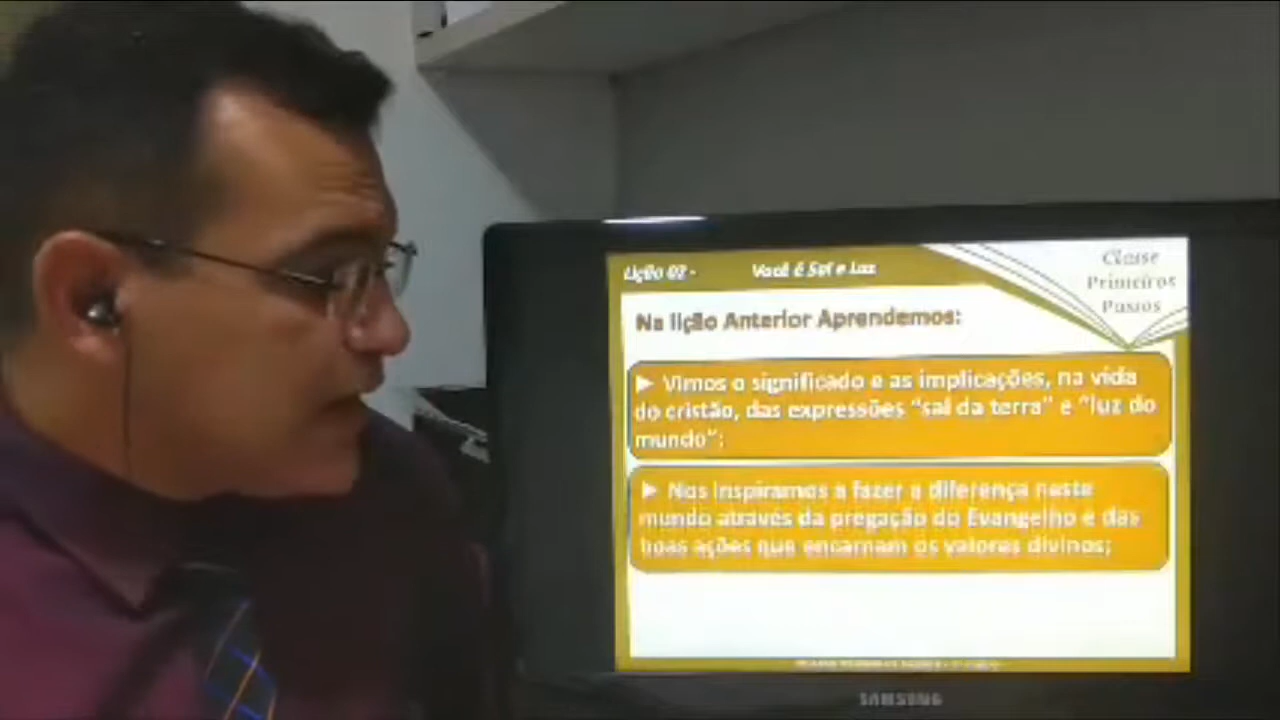 Lição 02 - Você é Sal e Luz
Classe
Primeiros
Passos
Na lição Anterior Aprendemos:
► Vimos o significado e as implicações, na vida
do cristão, das expressões “sal da terra” e “luz do
mundo”;
► Nos inspiramos a fazer a diferença neste
mundo através da pregação do Evangelho e das
boas ações que encarnam os valores divinos;
SAMSUNG